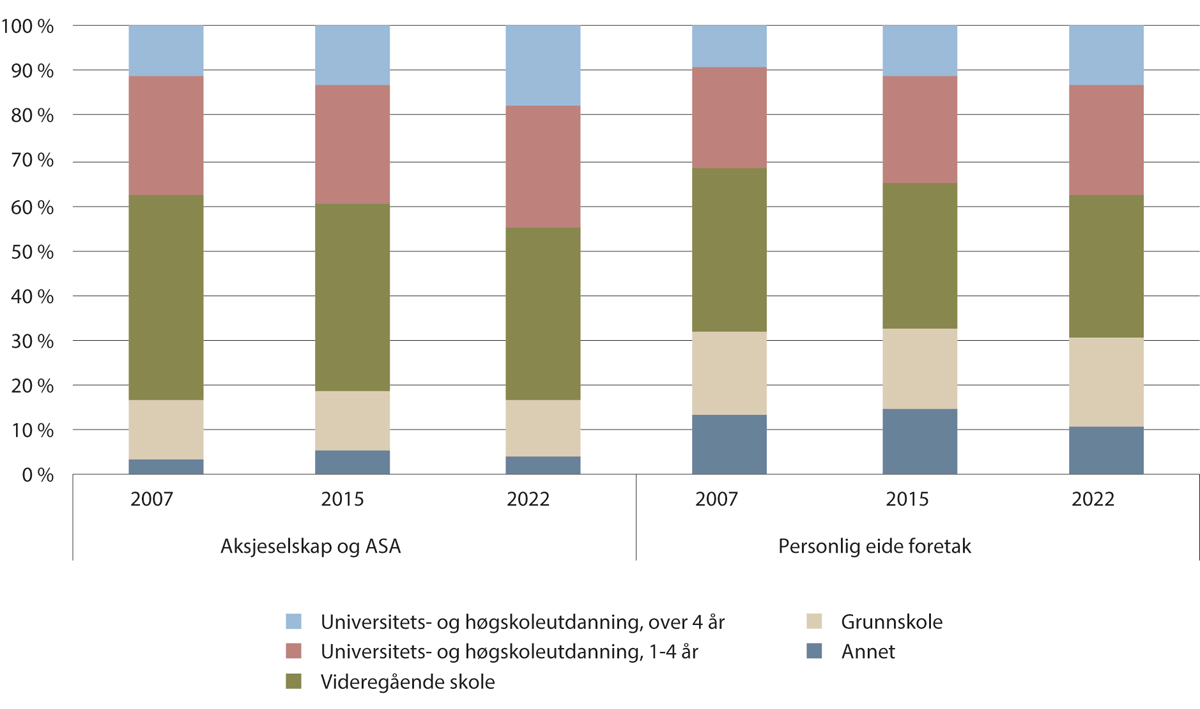 100 %
90 %
80 %
70 %
60 %
50 %
40 %
30 %
20 %
10 %
0 %
2007 2015 2022 2007 2015 2022
Aksjeselskap og ASA Personlig eide foretak
Universitets- og høgskoleutdanning, over 4 år Grunnskole
Universitets- og høgskoleutdanning, 1-4 år Annet
Videregående skole